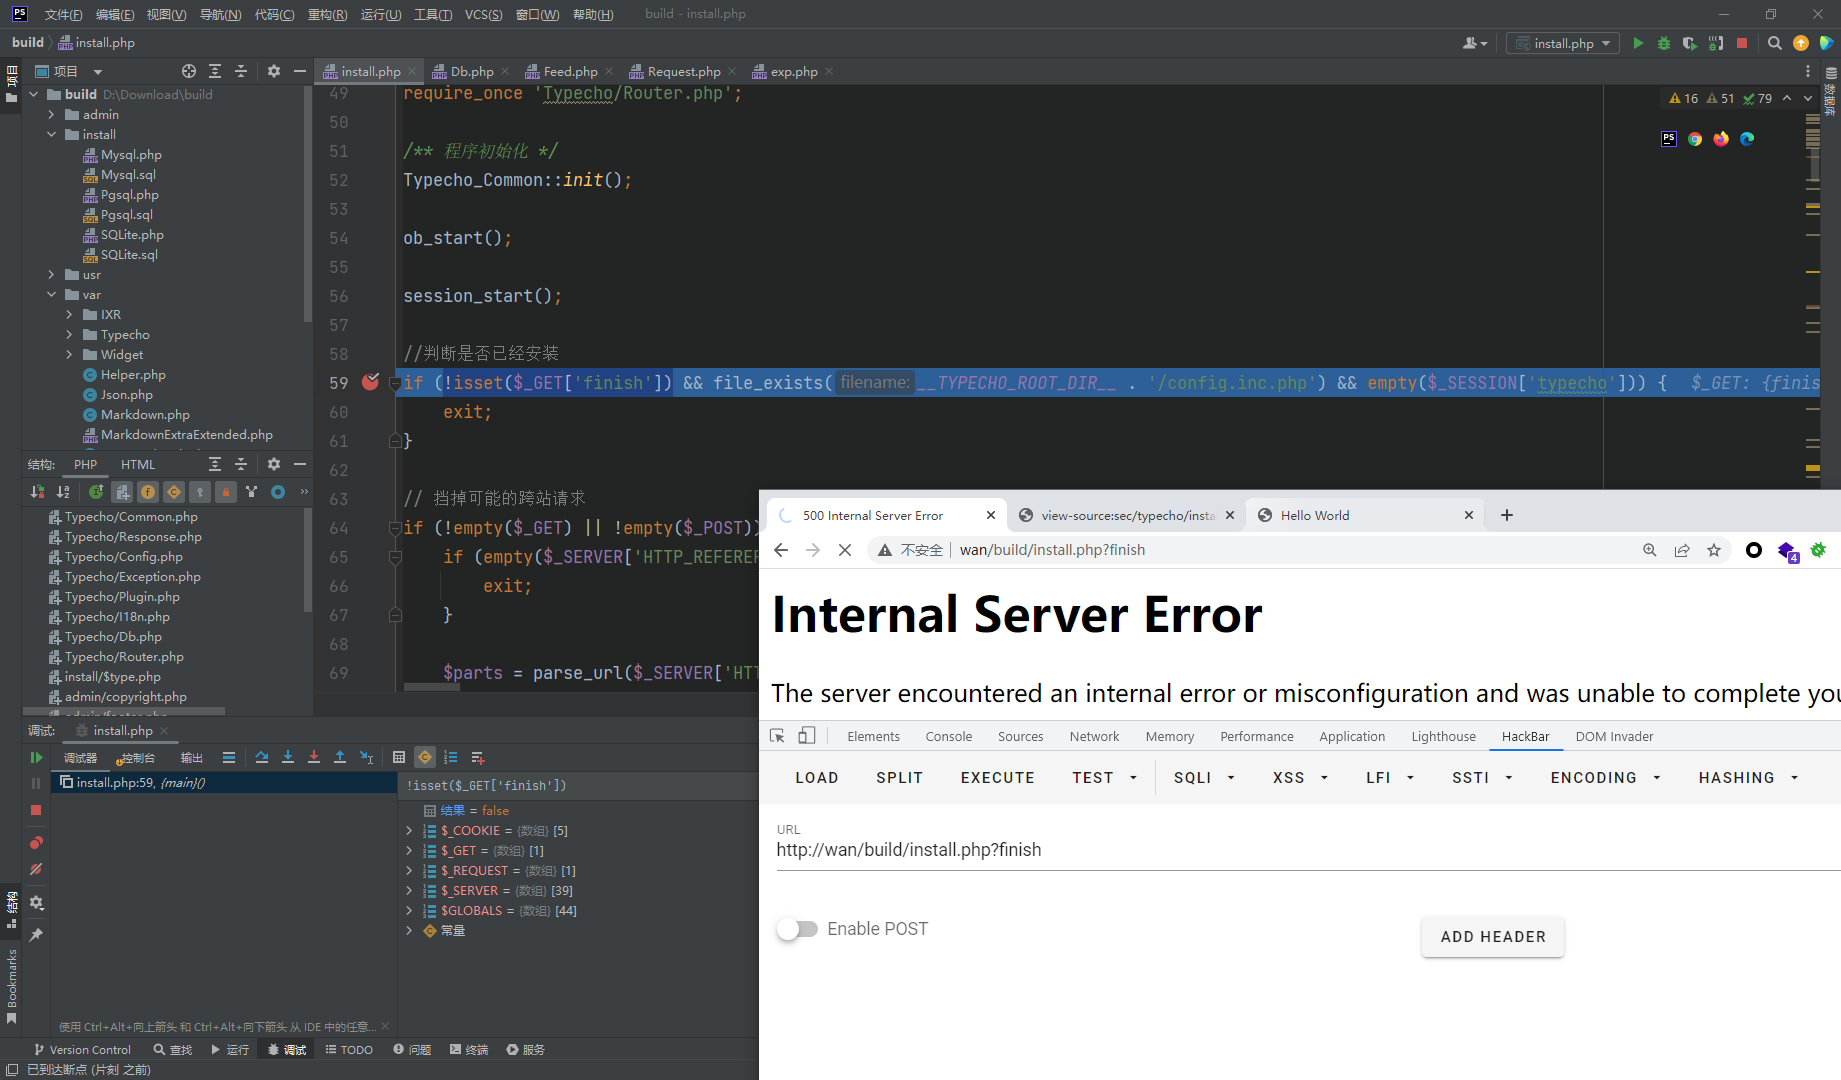 PS 文件(F) 编辑(E) 视图(V) 导航(N) 代码(C) 重构(R) 运行(U) 工具(T) VCS(S) 窗口(W) 帮助(H) build - install.php
build install.php
install.php
项目
项目
install.php Db.php Feed.php Request.php exp.php
数据库
build D:\Download\build
admin
install
Mysql.php
Mysql.sql
Pgsql.php
Pgsql.sql
SQLite.php
SQLite.sql
usr
var
IXR
Typecho
Widget
Helper.php
Json.php
Markdown.php
MarkdownExtraExtended.php
16 51 79
49 require_once 'Typecho/Router.php';
50
51 /** 程序初始化 */
52 Typecho_Common::init();
53
54 ob_start();
55
56 session_start();
57
58 //判断是否已经安装
59 if (!isset($_GET['finish']) && file_exists( filename: __TYPECHO_ROOT_DIR__ . '/config.inc.php') && empty($_SESSION['typecho'])) { $_GET: {finis
60 exit;
61 }
62
63 // 挡掉可能的跨站请求
64 if (!empty($_GET) || !empty($_POST))
65 if (empty($_SERVER['HTTP_REFERER
66 exit;
67 }
68
69 $parts = parse_url($_SERVER['HTT
结构: PHP HTML
Typecho/Common.php
Typecho/Response.php
Typecho/Config.php
Typecho/Exception.php
Typecho/Plugin.php
Typecho/I18n.php
Typecho/Db.php
Typecho/Router.php
install/$type.php
admin/copyright.php
admin/footer.php
调试: install.php
调试器 控制台 输出
install.php:59, {main}()
!isset($_GET['finish'])
结果 = false
$_COOKIE = {数组} [5]
$_GET = {数组} [1]
$_REQUEST = {数组} [1]
$_SERVER = {数组} [39]
$GLOBALS = {数组} [44]
常量
结构
Bookmarks
使用 Ctrl+Alt+向上箭头 和 Ctrl+Alt+向下箭头 从 IDE 中的任意...
Version Control 查找 运行 调试 TODO 问题 终端 服务
已到达断点 (片刻 之前)
500 Internal Server Error view-source:sec/typecho/insta Hello World
不安全 wan/build/install.php?finish
4
Internal Server Error
The server encountered an internal error or misconfiguration and was unable to complete you
Elements Console Sources Network Memory Performance Application Lighthouse HackBar DOM Invader
LOAD SPLIT EXECUTE TEST SQLI XSS LFI SSTI ENCODING HASHING
URL
http://wan/build/install.php?finish
Enable POST
ADD HEADER